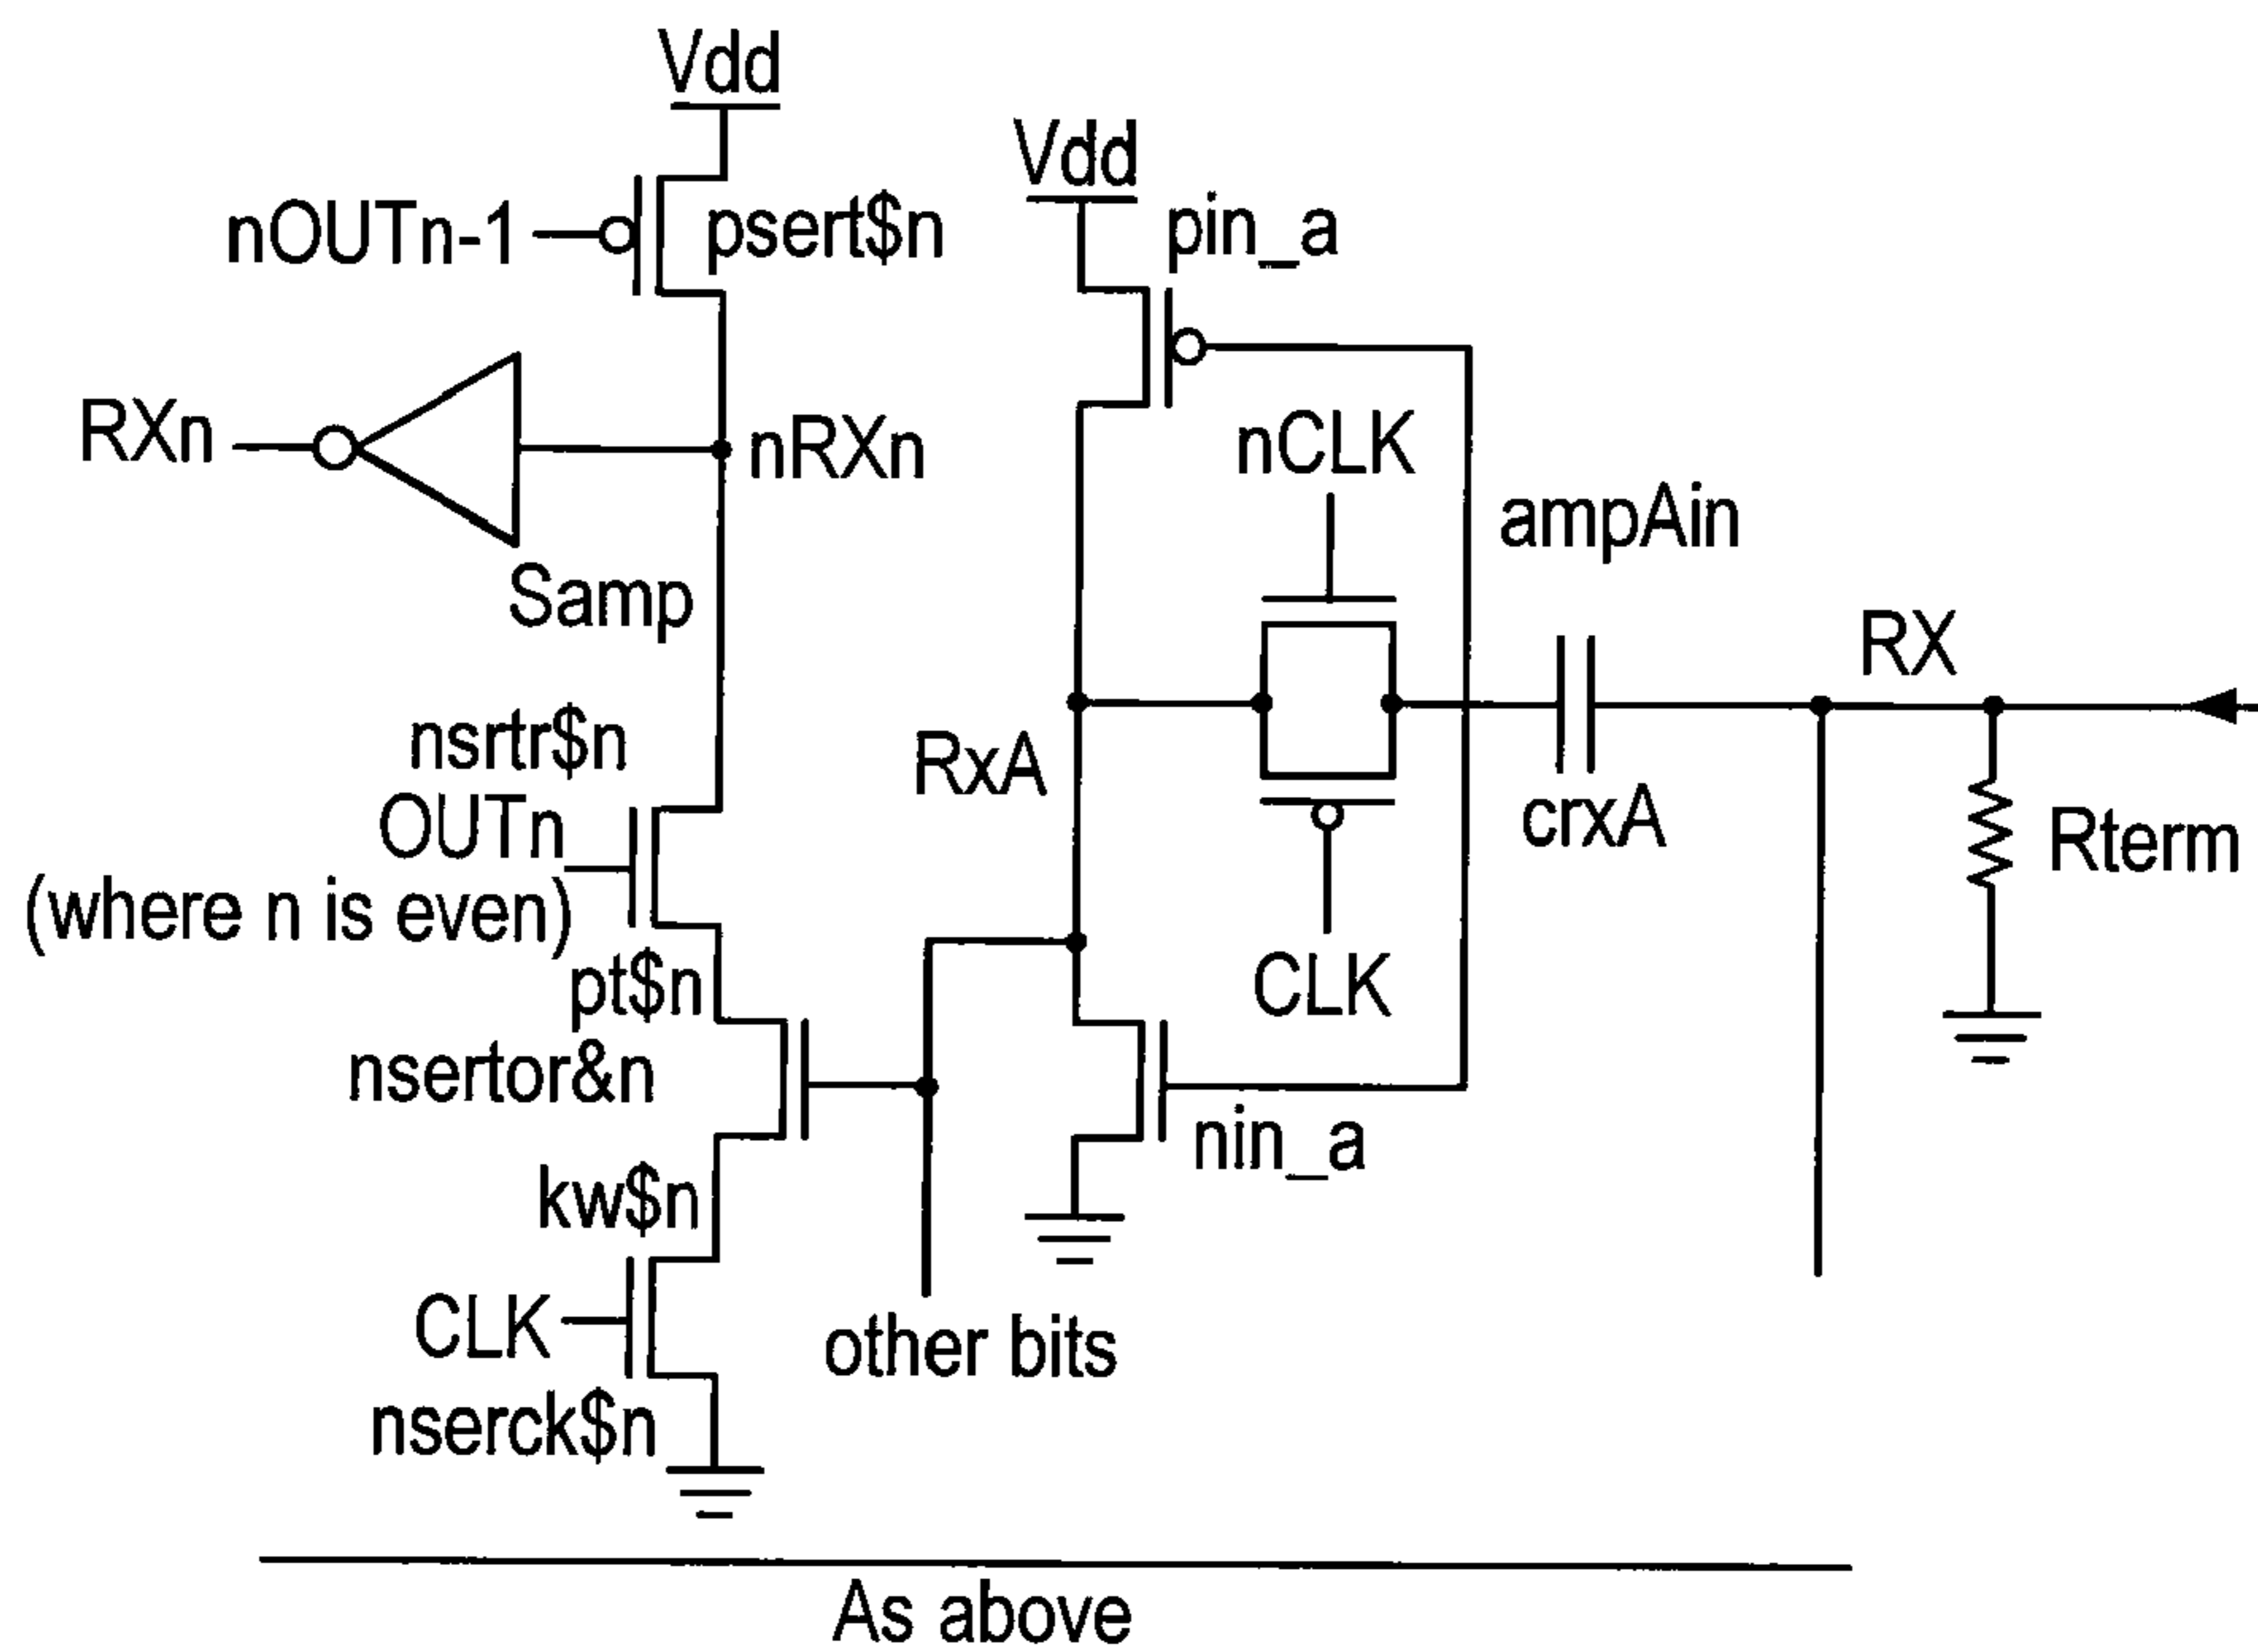 Vdd
Vdd
nOUTn-1
psert$n
pin_a
RXn
nRXn
nCLK
ampAin
Samp
RX
nsrtr$n
RxA
OUTn
crxA
Rterm
(where n is even)
pt$n
CLK
nsertor&n
nin_a
kw$n
CLK
other bits
nserck$n
As above